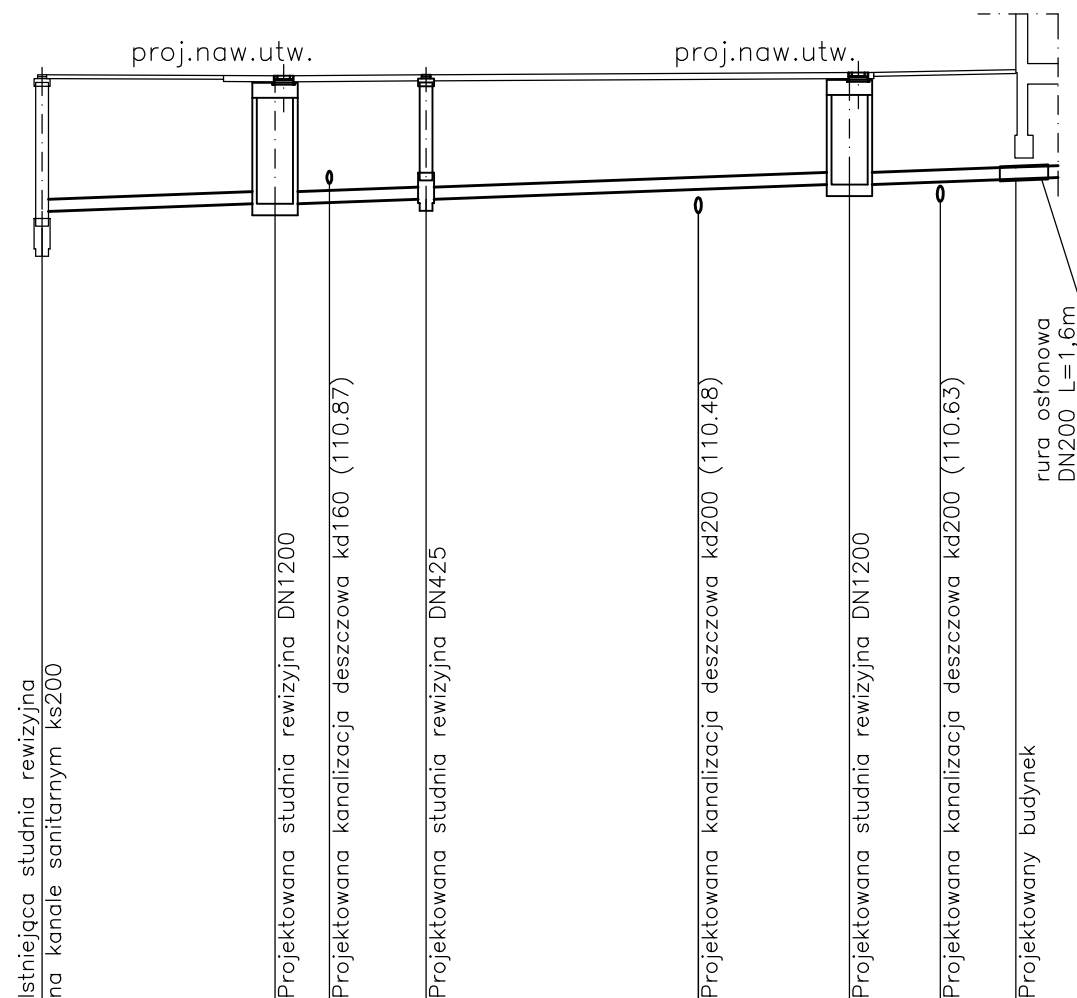 proj.naw.utw.
proj.naw.utw.
Istniejąca studnia rewizyjna
na kanale sanitarnym ks200
Projektowana studnia rewizyjna DN1200
Projektowana kanalizacja deszczowa kd160 (110.87)
Projektowana studnia rewizyjna DN425
Projektowana kanalizacja deszczowa kd200 (110.48)
Projektowana studnia rewizyjna DN1200
Projektowana kanalizacja deszczowa kd200 (110.63)
Projektowany budynek
rura osłonowa
DN200 L=1,6m